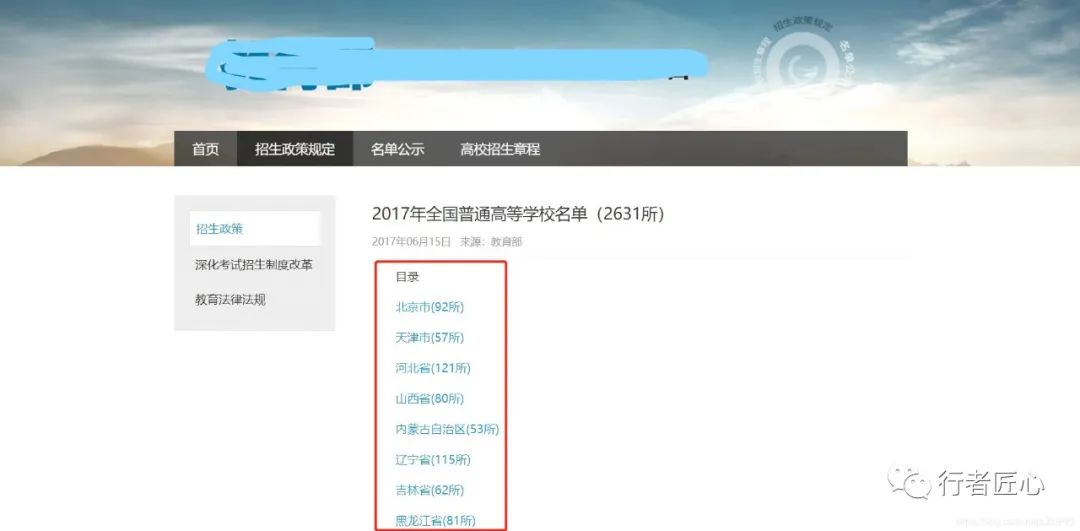 招生政策规定
名单公
招生章程
首页 招生政策规定 名单公示 高校招生章程
招生政策
深化考试招生制度改革
教育法律法规
2017年全国普通高等学校名单（2631所）
2017年06月15日 来源：教育部
目录
北京市(92所)
天津市(57所)
河北省(121所)
山西省(80所)
内蒙古自治区(53所)
辽宁省(115所)
吉林省(62所)
黑龙江省(81所)
行者匠心